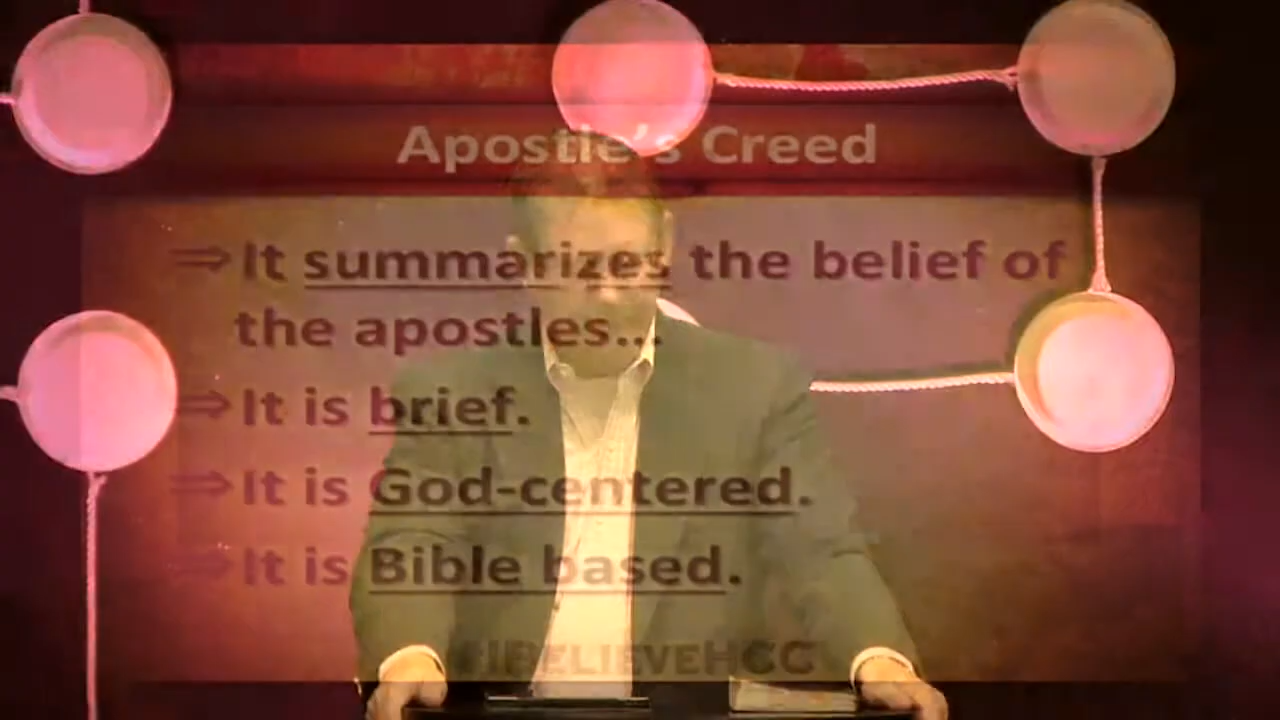 Apostle's Creed
⇒It summarizes the belief of
the apostles...
⇒It is brief.
⇒It is God-centered.
⇒It is Bible based.
#IBELIEVEHCC